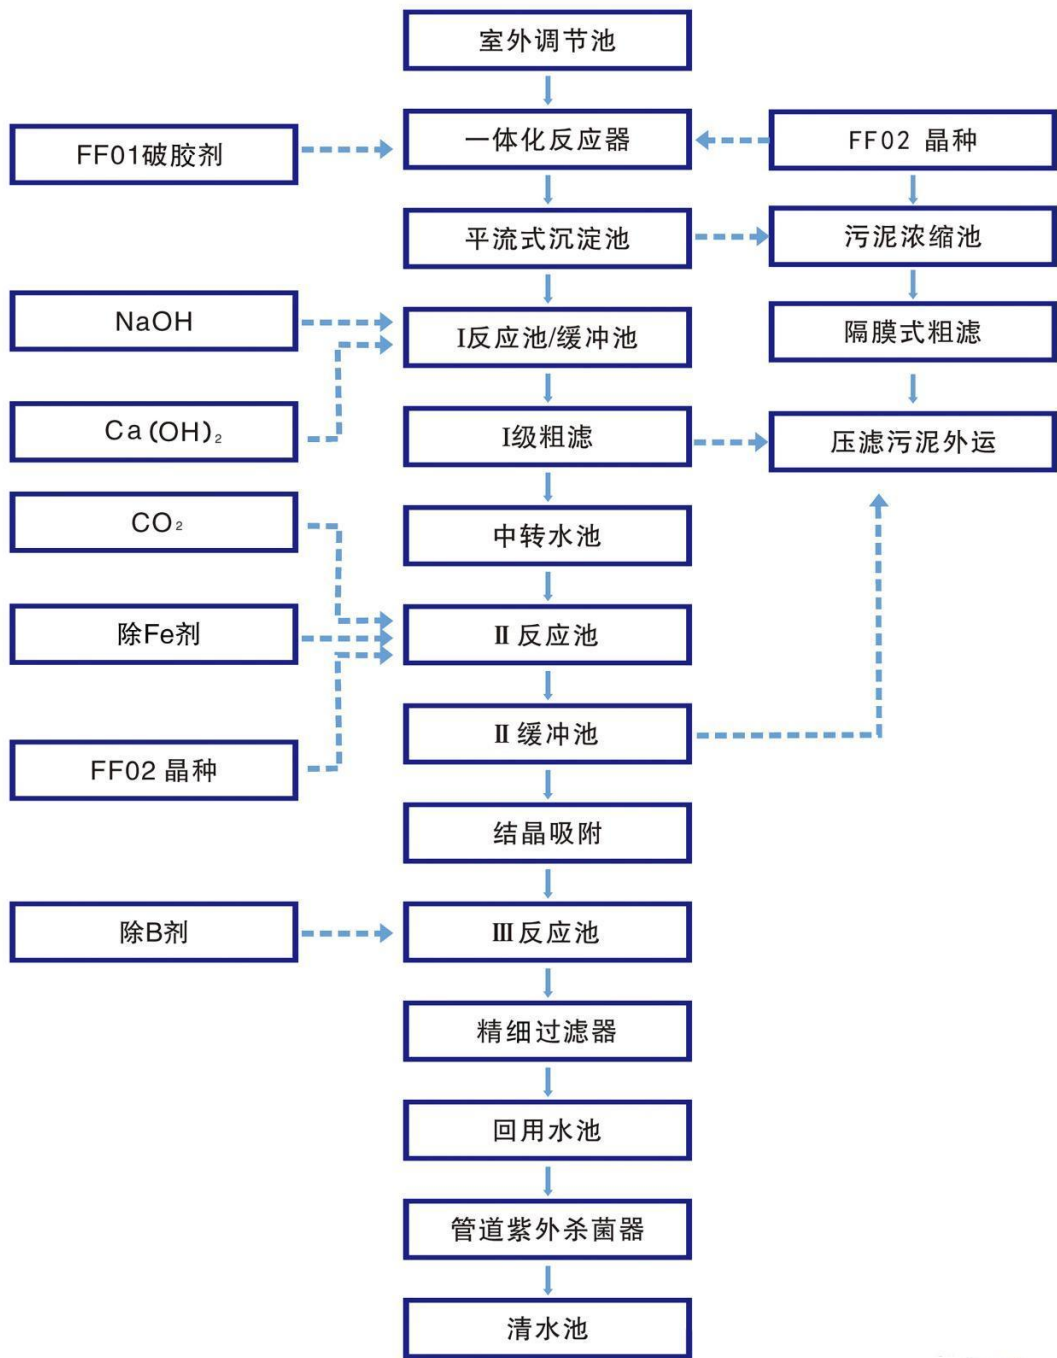 室外调节池
FF01破胶剂
一体化反应器
FF02 晶种
平流式沉淀池
污泥浓缩池
NaOH
I反应池/缓冲池
隔膜式粗滤
Ca(OH)₂
I级粗滤
压滤污泥外运
CO₂
中转水池
除Fe剂
II 反应池
FF02 晶种
II 缓冲池
结晶吸附
除B剂
III 反应池
精细过滤器
回用水池
管道紫外杀菌器
清水池